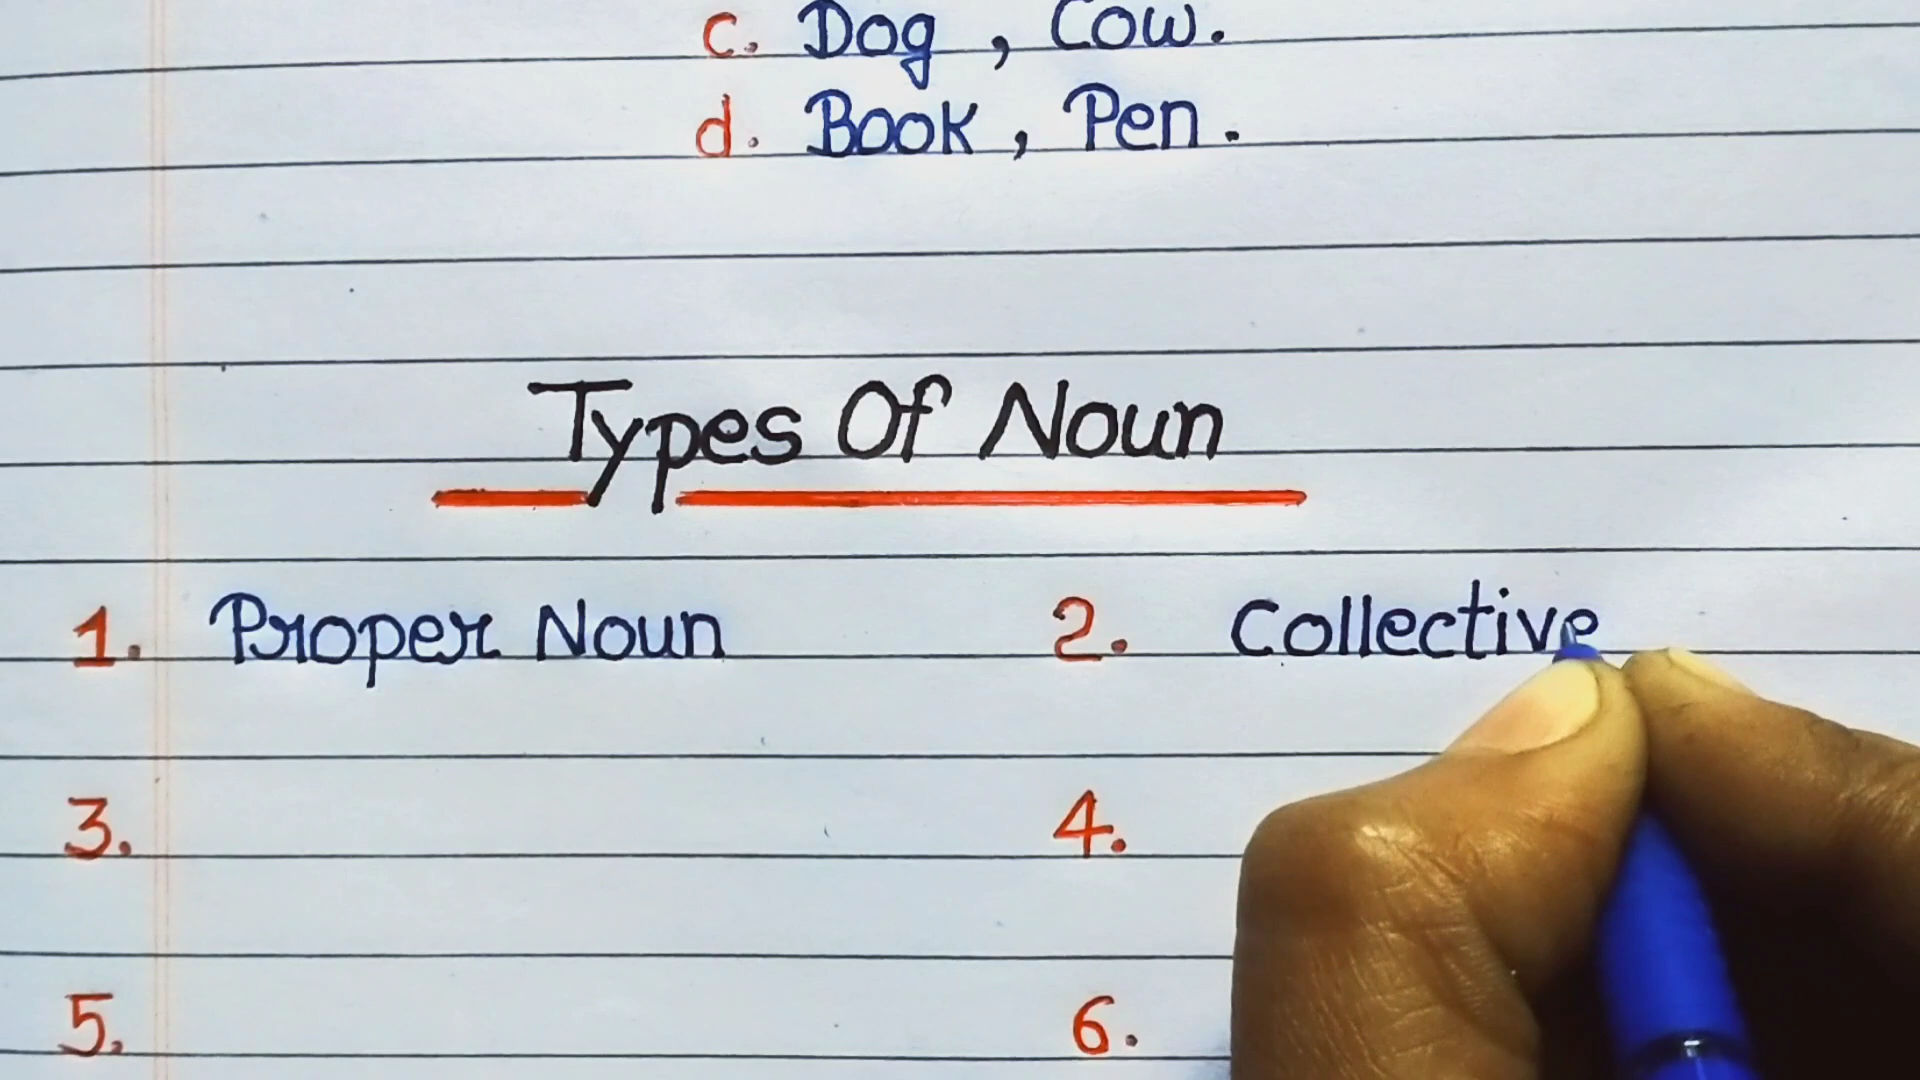 c. Dog , Cow.
d. Book , Pen.
Types Of Noun
1. Proper Noun 2. Collective
3. 4.
5. 6.